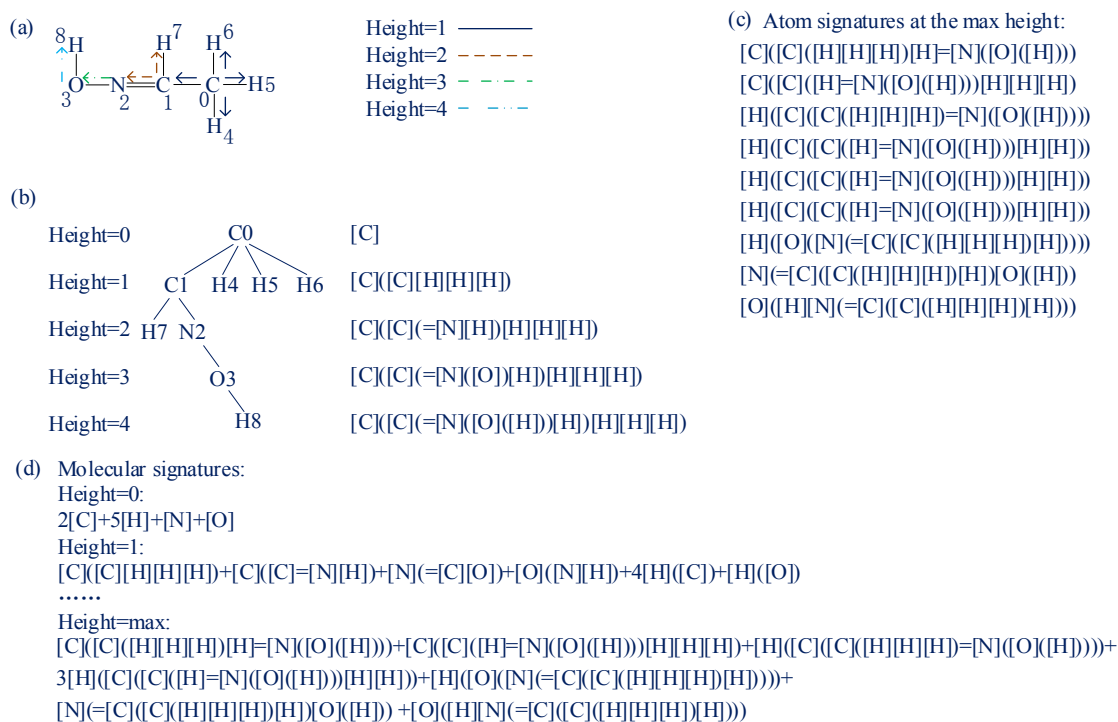 (a)
8 H
H 7
H 6
O N C C H 5
3 2 1 0
H 4
Height=1
Height=2
Height=3
Height=4
(b)
Height=0 C0 [C]
Height=1 C1 H4 H5 H6 [C]([C][H][H][H])
Height=2 H7 N2 [C]([C](=[N][H])[H][H][H])
Height=3 O3 [C]([C](=[N]([O])[H])[H][H][H])
Height=4 H8 [C]([C](=[N]([O]([H]))[H])[H][H][H])
(c) Atom signatures at the max height:
[C]([C]([H][H][H])[H]=[N]([O]([H])))
[C]([C]([H]=[N]([O]([H])))[H][H][H])
[H]([C]([C]([H][H][H])=[N]([O]([H]))))
[H]([C]([C]([H]=[N]([O]([H])))[H][H]))
[H]([C]([C]([H]=[N]([O]([H])))[H][H]))
[H]([C]([C]([H]=[N]([O]([H])))[H][H]))
[H]([O]([N](=[C]([C]([H][H][H])[H]))))
[N](=[C]([C]([H][H][H])[H])[O]([H]))
[O]([H][N](=[C]([C]([H][H][H])[H])))
(d) Molecular signatures:
Height=0:
2[C]+5[H]+[N]+[O]
Height=1:
[C]([C][H][H][H])+[C]([C]=[N][H])+[N](=[C][O])+[O]([N][H])+4[H]([C])+[H]([O])
······
Height=max:
[C]([C]([H][H][H])[H]=[N]([O]([H])))+[C]([C]([H]=[N]([O]([H])))[H][H][H])+[H]([C]([C]([H][H][H])=[N]([O]([H]))))+
3[H]([C]([C]([H]=[N]([O]([H])))[H][H]))+[H]([O]([N](=[C]([C]([H][H][H])[H]))))+
[N](=[C]([C]([H][H][H])[H])[O]([H])) +[O]([H][N](=[C]([C]([H][H][H])[H])))